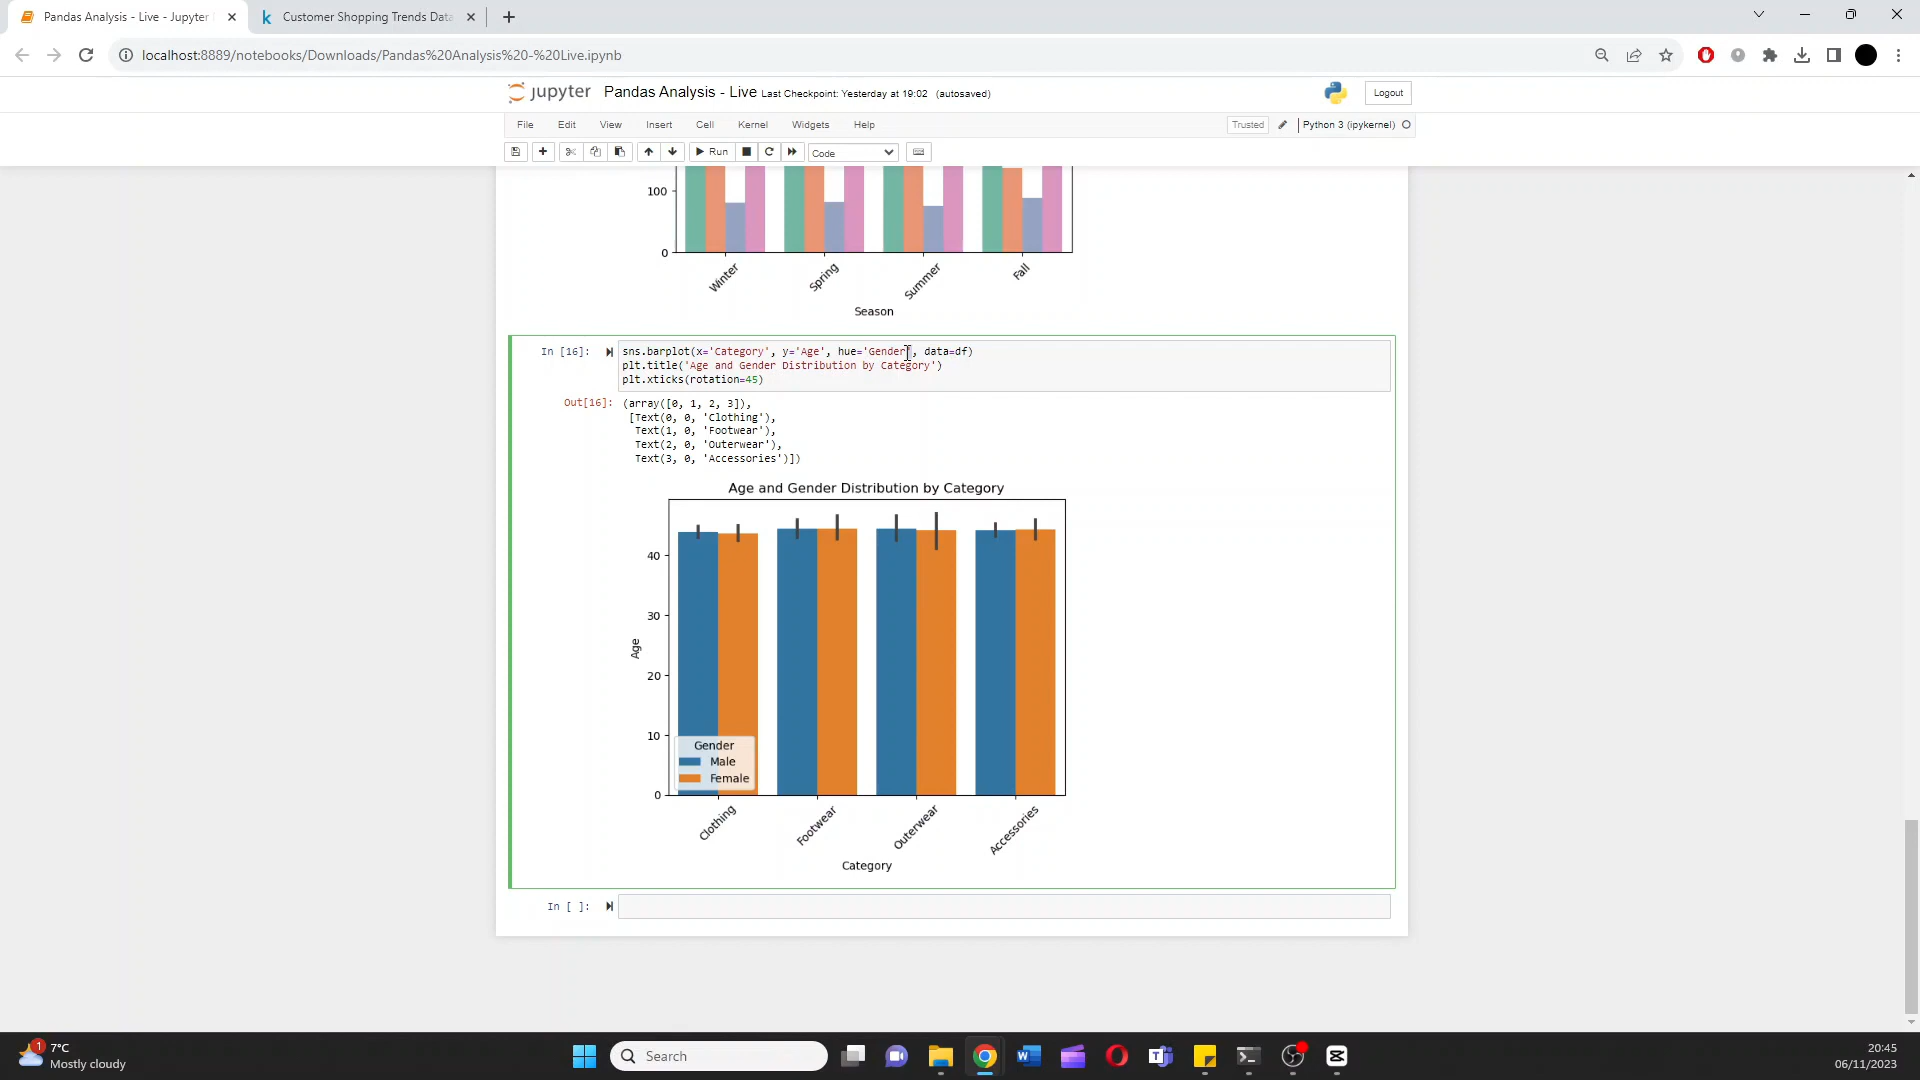 Pandas Analysis - Live - Jupyter
Customer Shopping Trends Data
localhost:8889/notebooks/Downloads/Pandas%20Analysis%20-%20Live.ipynb
jupyter Pandas Analysis - Live Last Checkpoint: Yesterday at 19:02 (autosaved)
Logout
File Edit View Insert Cell Kernel Widgets Help
Trusted Python 3 (ipykernel)
Run Code
100
0
Winter Spring Summer Fall
Season
In [16]: sns.barplot(x='Category', y='Age', hue='Gender', data=df)
plt.title('Age and Gender Distribution by Category')
plt.xticks(rotation=45)
Out[16]: (array([0, 1, 2, 3]),
[Text(0, 0, 'Clothing'),
Text(1, 0, 'Footwear'),
Text(2, 0, 'Outerwear'),
Text(3, 0, 'Accessories')])
Age and Gender Distribution by Category
40
30
Age
20
10
Gender
Male
Female
0
Clothing Footwear Outerwear Accessories
Category
In [ ]:
1
7°C
Mostly cloudy
Search
20:45
06/11/2023